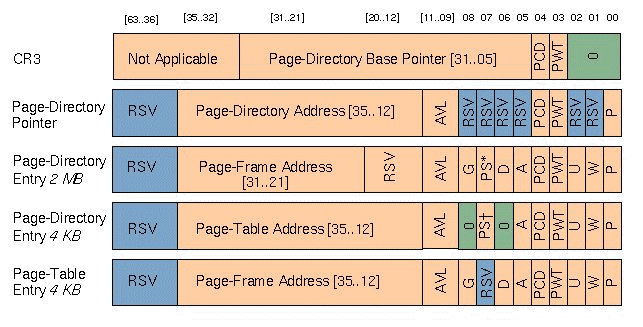 [63..36] [35..32] [31..21] [20..12] [11..09] 08 07 06 05 04 03 02 01 00
CR3 Not Applicable Page-Directory Base Pointer [31..05] PCD PWT 0
Page-Directory
Pointer RSV Page-Directory Address [35..12] AVL RSV RSV RSV RSV PCD PWT RSV RSV P
Page-Directory
Entry 2 MB RSV Page-Frame Address
[31..21] RSV AVL G PS* D A PCD PWT U W P
Page-Directory
Entry 4 KB RSV Page-Table Address [35..12] AVL 0 PS† 0 A PCD PWT U W P
Page-Table
Entry 4 KB RSV Page-Frame Address [35..12] AVL G RSV D A PCD PWT U W P